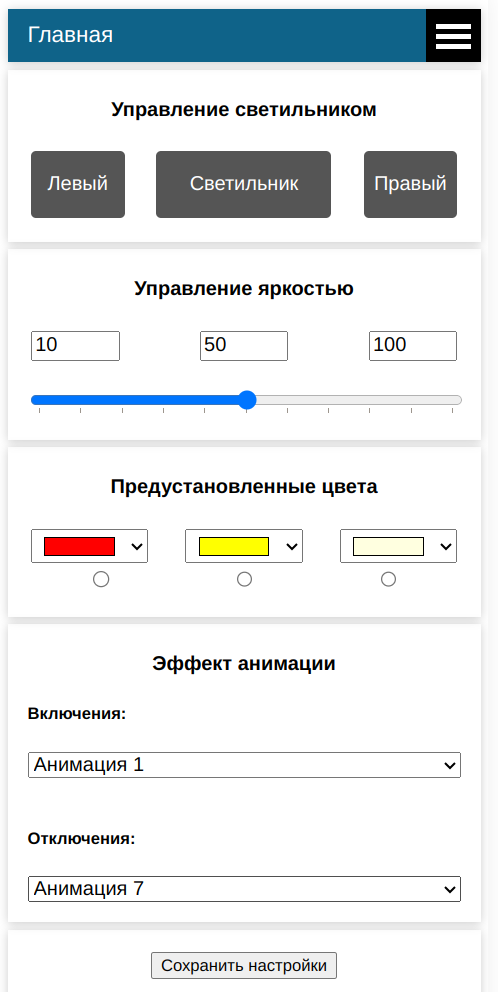 Главная
Управление светильником
Левый Светильник Правый
Управление яркостью
10 50 100
Предустановленные цвета
Эффект анимации
Включения:
Анимация 1
Отключения:
Анимация 7
Сохранить настройки